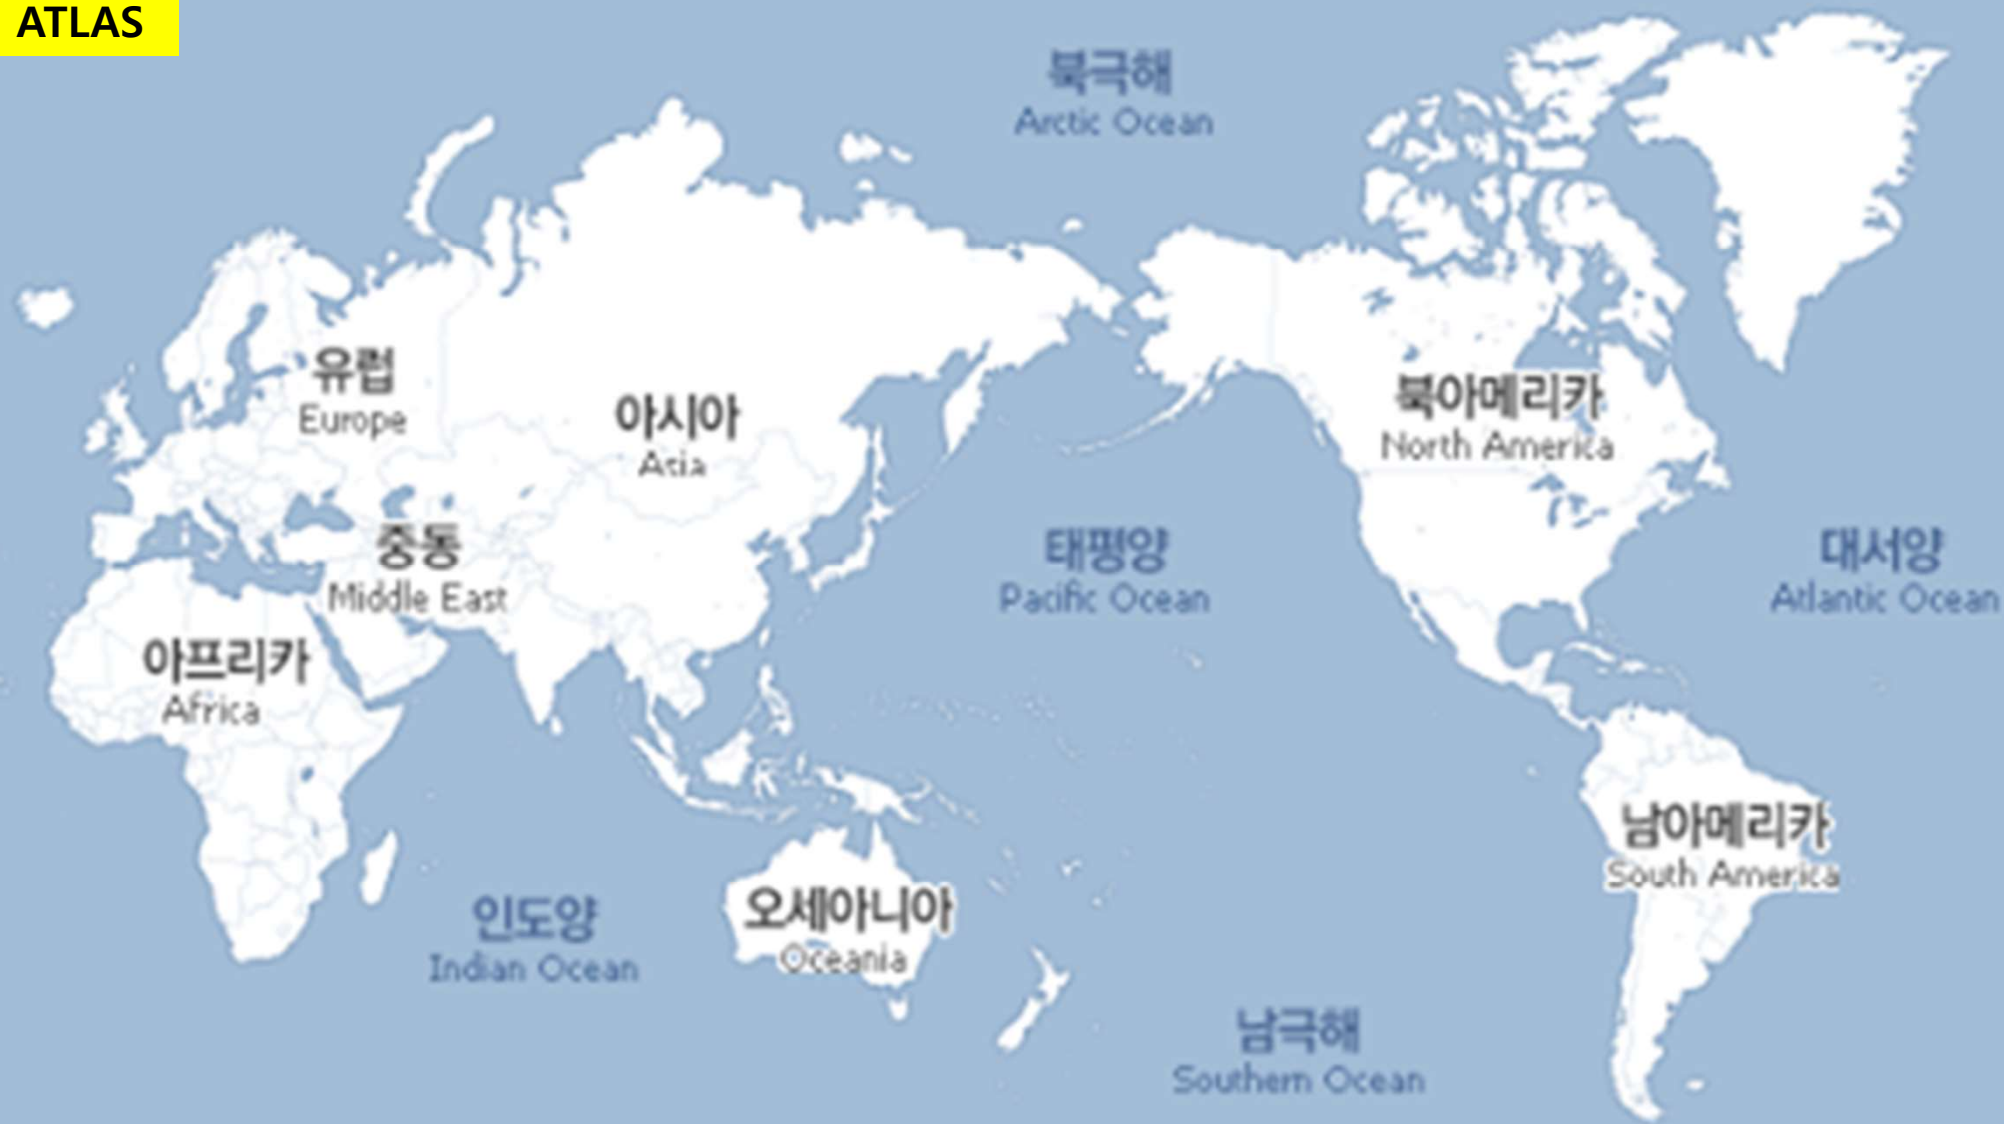 ATLAS
북극해
Arctic Ocean
유럽
Europe
아시아
Asia
북아메리카
North America
중동
Middle East
태평양
Pacific Ocean
대서양
Atlantic Ocean
아프리카
Africa
남아메리카
South America
인도양
Indian Ocean
오세아니아
Oceania
남극해
Southern Ocean